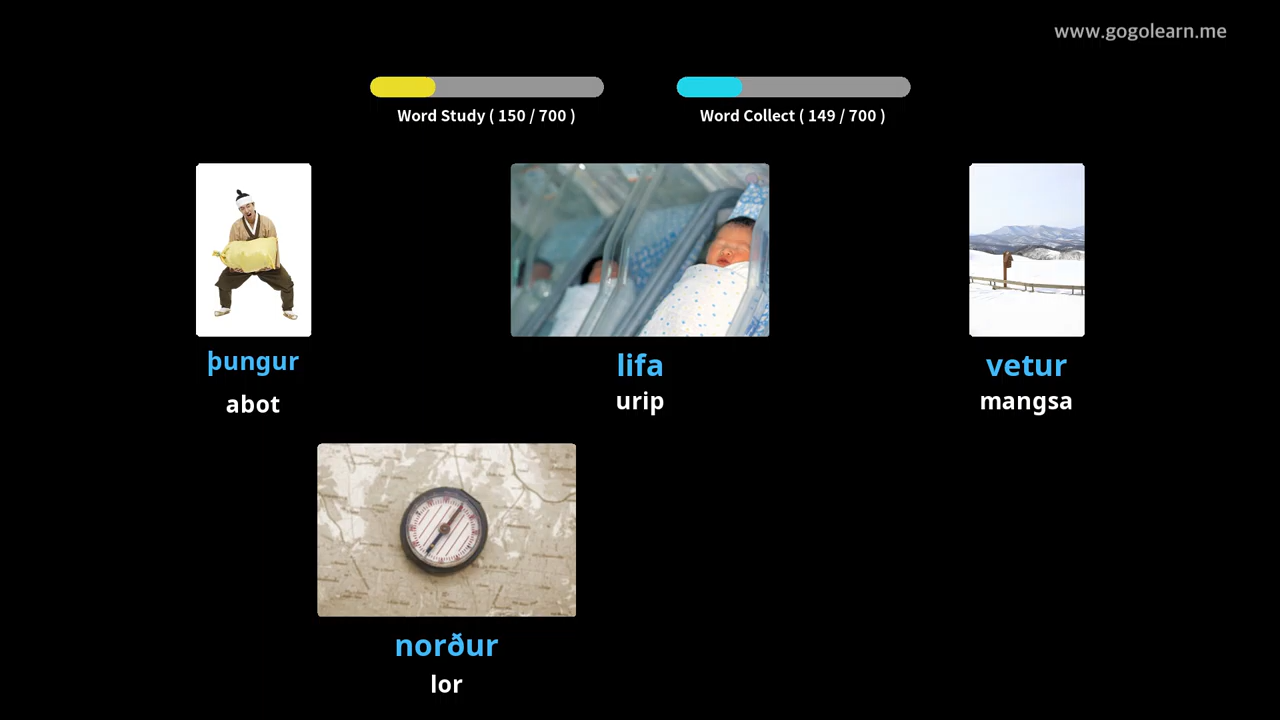 www.gogolearn.me
Word Study ( 150 / 700 )
Word Collect ( 149 / 700 )
þungur
abot
lifa
urip
vetur
mangsa
norður
lor